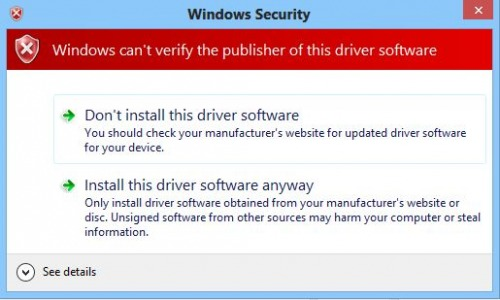 Windows Security
Windows can't verify the publisher of this driver software
Don't install this driver software
You should check your manufacturer's website for updated driver software
for your device.
Install this driver software anyway
Only install driver software obtained from your manufacturer's website or
disc. Unsigned software from other sources may harm your computer or steal
information.
See details